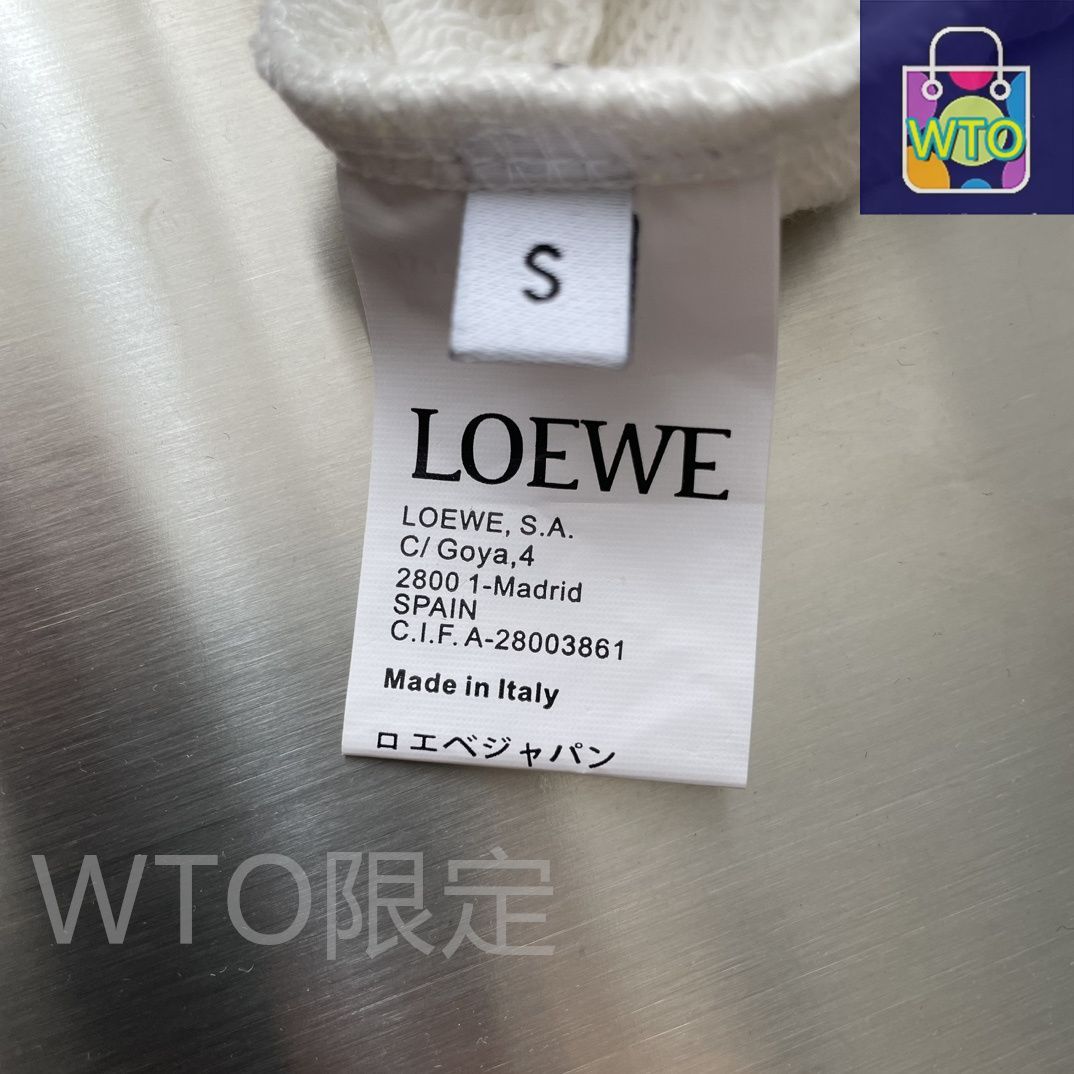 WTO
S
LOEWE
LOEWE, S.A.
C/ Goya,4
2800 1-Madrid
SPAIN
C.I.F. A-28003861
Made in Italy
ロエベジャパン
WTO限定